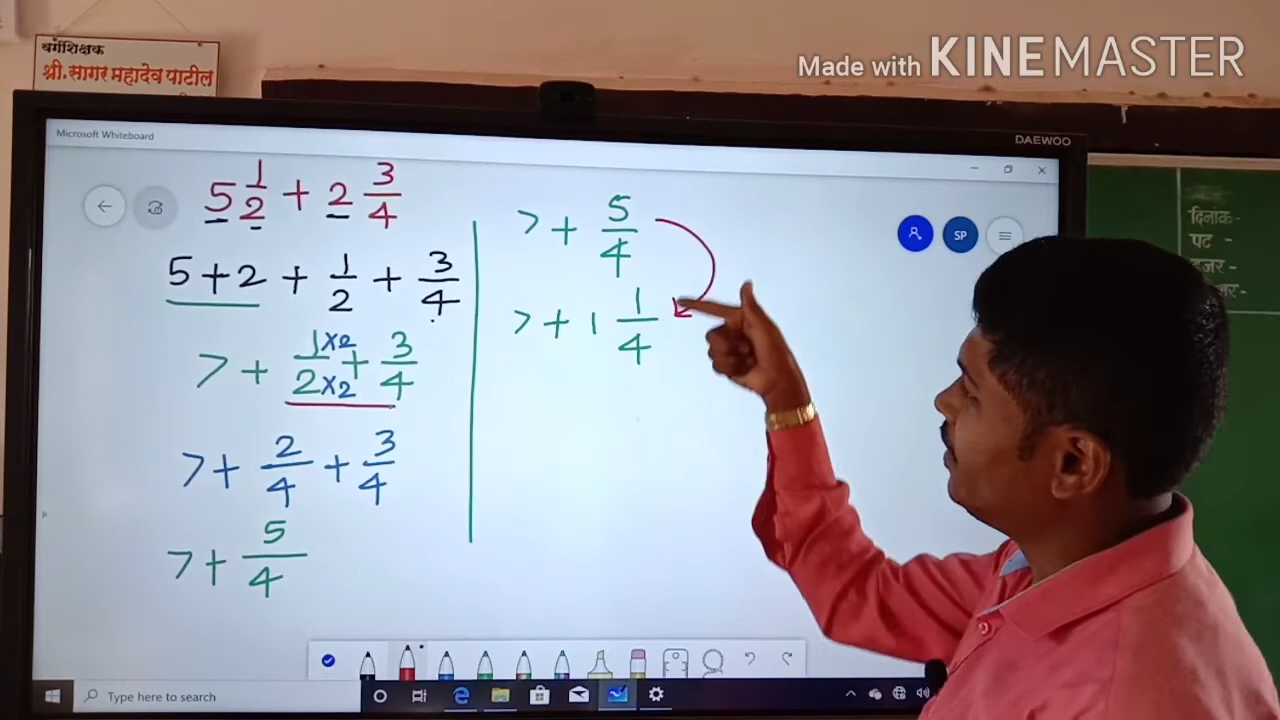 वर्गशिक्षक
श्री. सागर महादेव पाटील
Made with KINEMASTER
DAEWOO
Microsoft Whiteboard
5 1/2 + 2 3/4
5 + 2 + 1/2 + 3/4
7 + 1×2/2×2 + 3/4
7 + 2/4 + 3/4
7 + 5/4
7 + 5/4
7 + 1 1/4
SP
दिनांक-
पट -
हजर -
Type here to search